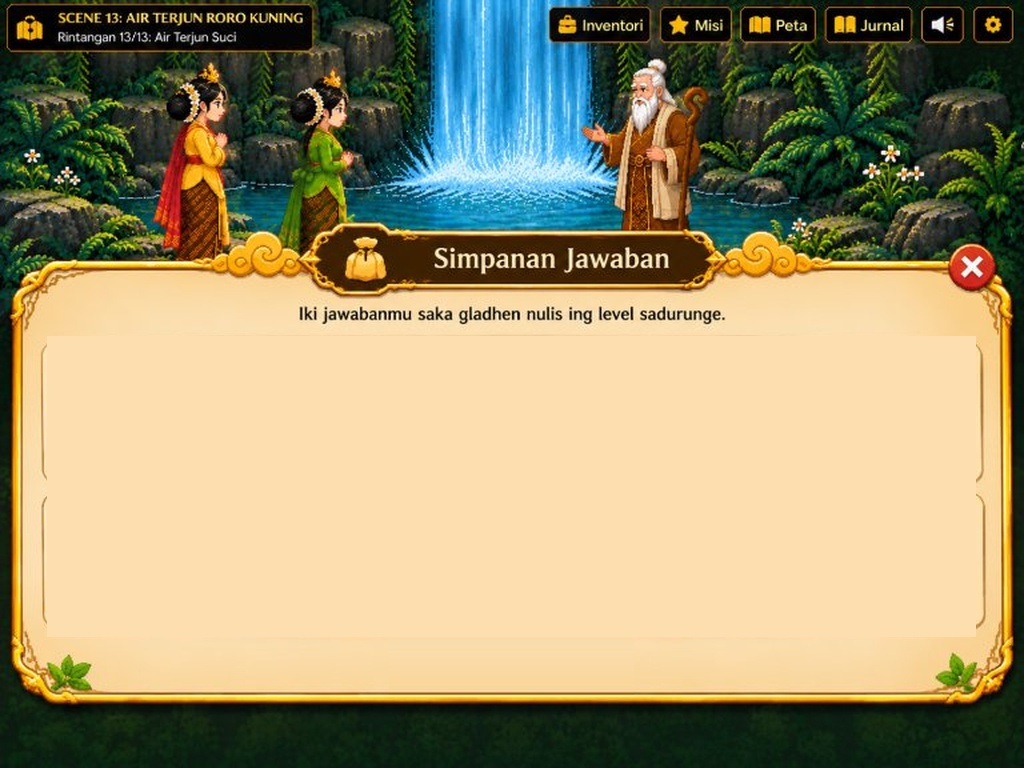 SCENE 13: AIR TERJUN RORO KUNING
Rintangan 13/13: Air Terjun Suci
Inventori
Misi
Peta
Jurnal
Simpanan Jawaban
Iki jawabanmu saka gladhen nulis ing level sadurunge.